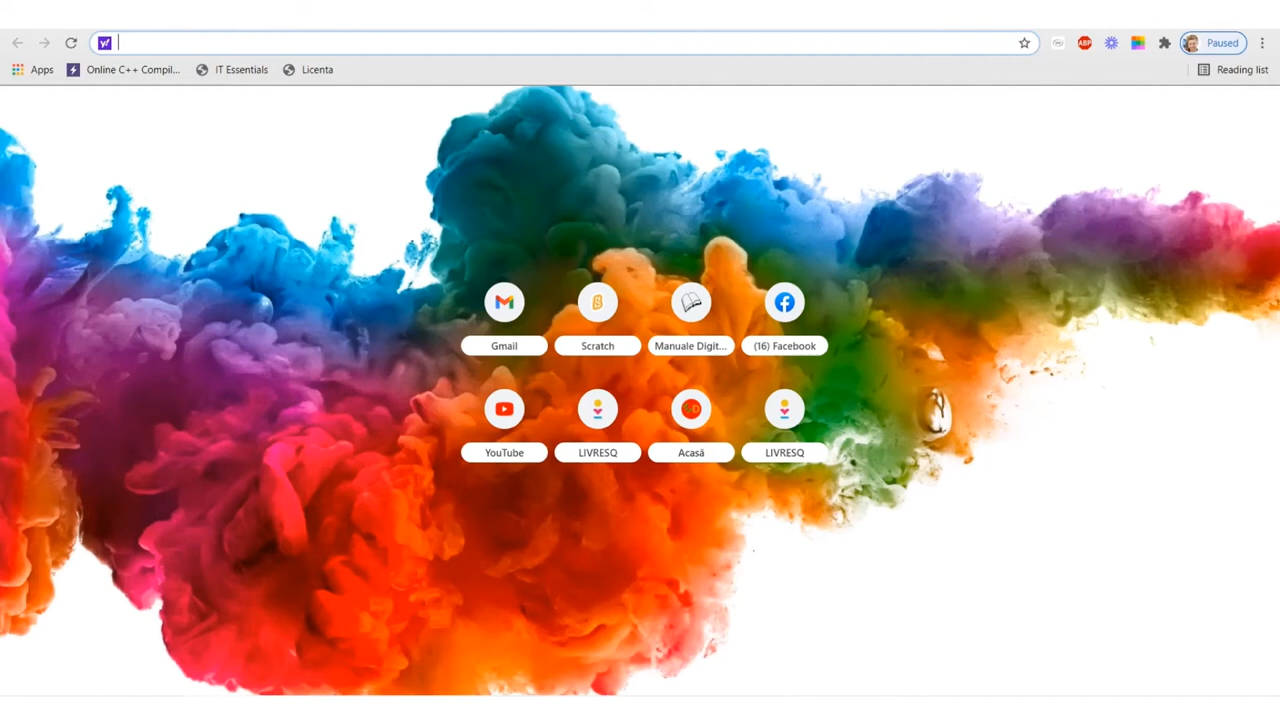 Paused
Apps
Online C++ Compil...
IT Essentials
Licenta
Reading list
Gmail
Scratch
Manuale Digit...
(16) Facebook
YouTube
LIVRESQ
Acasă
LIVRESQ